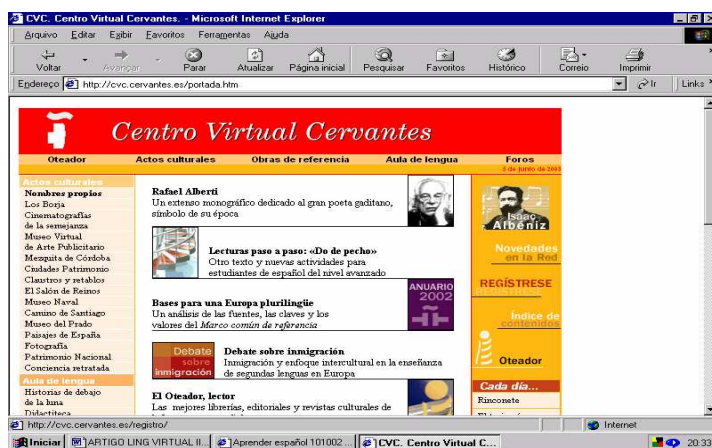 CVC. Centro Virtual Cervantes. - Microsoft Internet Explorer
Arquivo Editar Exibir Favoritos Ferramentas Ajuda
Voltar Avançar Parar Atualizar Página inicial Pesquisar Favoritos Histórico Correio Imprimir
Endereço http://cvc.cervantes.es/portada.htm Ir Links
Centro Virtual Cervantes
Oteador Actos culturales Obras de referencia Aula de lengua Foros
5 de junio de 2003
Actos culturales
Nombres propios
Los Borja
Cinematografías
de la semejanza
Museo Virtual
de Arte Publicitario
Mezquita de Córdoba
Ciudades Patrimonio
Claustros y retablos
El Salón de Reinos
Museo Naval
Camino de Santiago
Museo del Prado
Paisajes de España
Fotografía
Patrimonio Nacional
Conciencia retratada
Aula de lengua
Historias de debajo
de la luna
Didactiteca
Rafael Alberti
Un extenso monográfico dedicado al gran poeta gaditano,
símbolo de su época
Lecturas paso a paso: «Do de pecho»
Otro texto y nuevas actividades para
estudiantes de español del nivel avanzado
Bases para una Europa plurilingüe
Un análisis de las fuentes, las claves y los
valores del Marco común de referencia
ANUARIO
2002
Debate
sobre
inmigración
Debate sobre inmigración
Inmigración y enfoque intercultural en la enseñanza
de segundas lenguas en Europa
El Oteador, lector
Las mejores librerías, editoriales y revistas culturales de
Isaac
Albéniz
Novedades
en la Red
REGÍSTRESE
Índice de
contenidos
Oteador
Cada día...
Rinconete
http://cvc.cervantes.es/registro/ Internet
Iniciar ARTIGO LING VIRTUAL II... Aprender español 101002 ... CVC. Centro Virtual C... 20:33